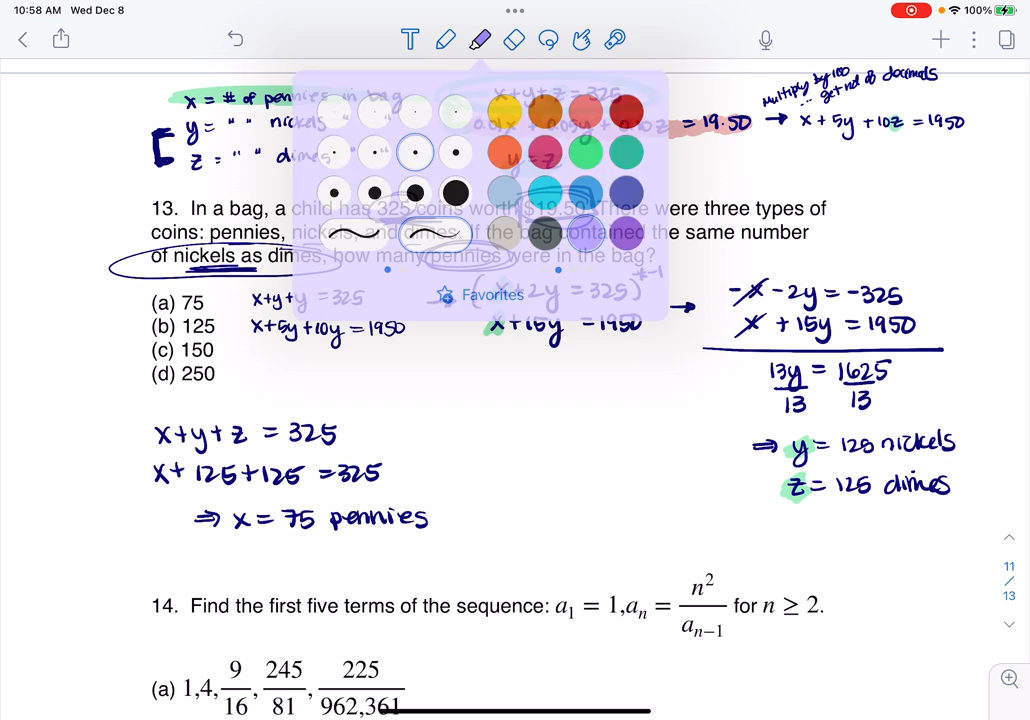 10:58 AM Wed Dec 8
100%
T
x = # of pennies in bag
y = " " nickels
z = " " dimes
x+y+z = 325
0.01x + 0.05y + 0.10z = 19.50
y = z
Multiply by 100
... get rid of decimals
→ x + 5y + 10z = 1950
13. In a bag, a child has 325 coins worth $19.50. There were three types of
coins: pennies, nickels, and dimes. If the bag contained the same number
of nickels as dimes, how many pennies were in the bag?
Favorites
(a) 75
(b) 125
(c) 150
(d) 250
x+y+y = 325
x+5y+10y = 1950
→ (x+2y = 325)*-1
x+15y = 1950
→ -x - 2y = -325
x + 15y = 1950
13y = 1625
13 13
⇒ y = 125 nickels
z = 125 dimes
x+y+z = 325
x+ 125+125 = 325
⇒ x = 75 pennies
14. Find the first five terms of the sequence: a₁ = 1, aₙ = n²/aₙ₋₁ for n ≥ 2.
(a) 1,4, 9/16, 245/81, 225/962,361
11
/
13